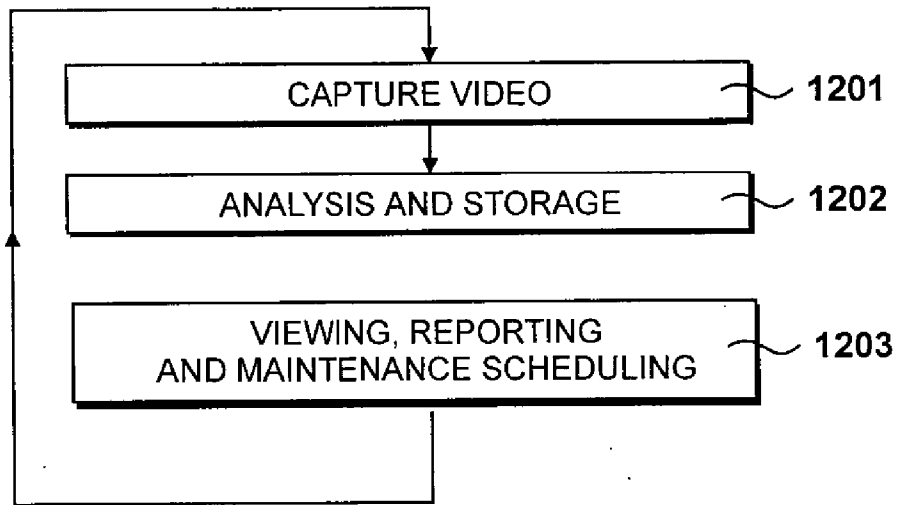 CAPTURE VIDEO 1201
ANALYSIS AND STORAGE 1202
VIEWING, REPORTING
AND MAINTENANCE SCHEDULING 1203